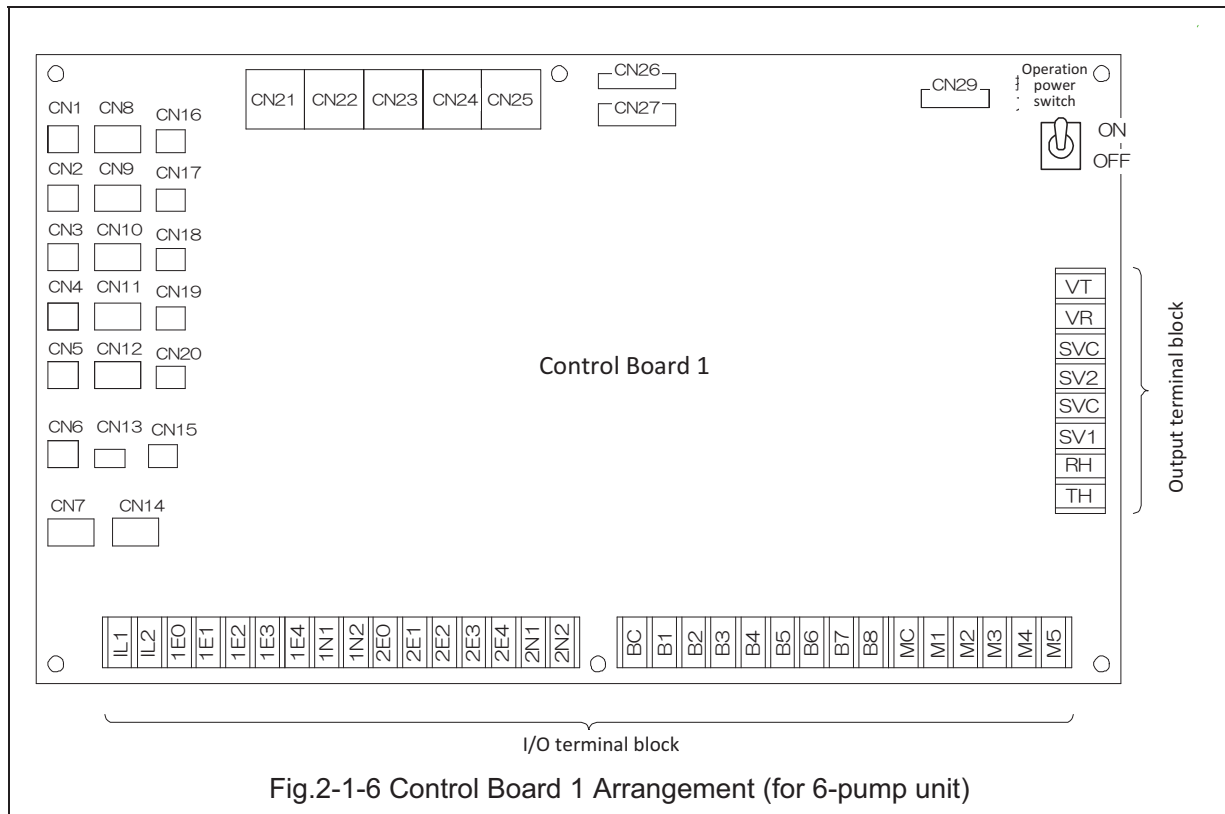 CN21 CN22 CN23 CN24 CN25
CN26
CN27
CN29
Operation
power
switch
ON
OFF
CN1 CN8 CN16
CN2 CN9 CN17
CN3 CN10 CN18
CN4 CN11 CN19
CN5 CN12 CN20
CN6 CN13 CN15
CN7 CN14
Control Board 1
VT
VR
SVC
SV2
SVC
SV1
RH
TH
Output terminal block
IL1 IL2 1E0 1E1 1E2 1E3 1E4 1N1 1N2 2E0 2E1 2E2 2E3 2E4 2N1 2N2
BC B1 B2 B3 B4 B5 B6 B7 B8 MC M1 M2 M3 M4 M5
I/O terminal block
Fig.2-1-6 Control Board 1 Arrangement (for 6-pump unit)